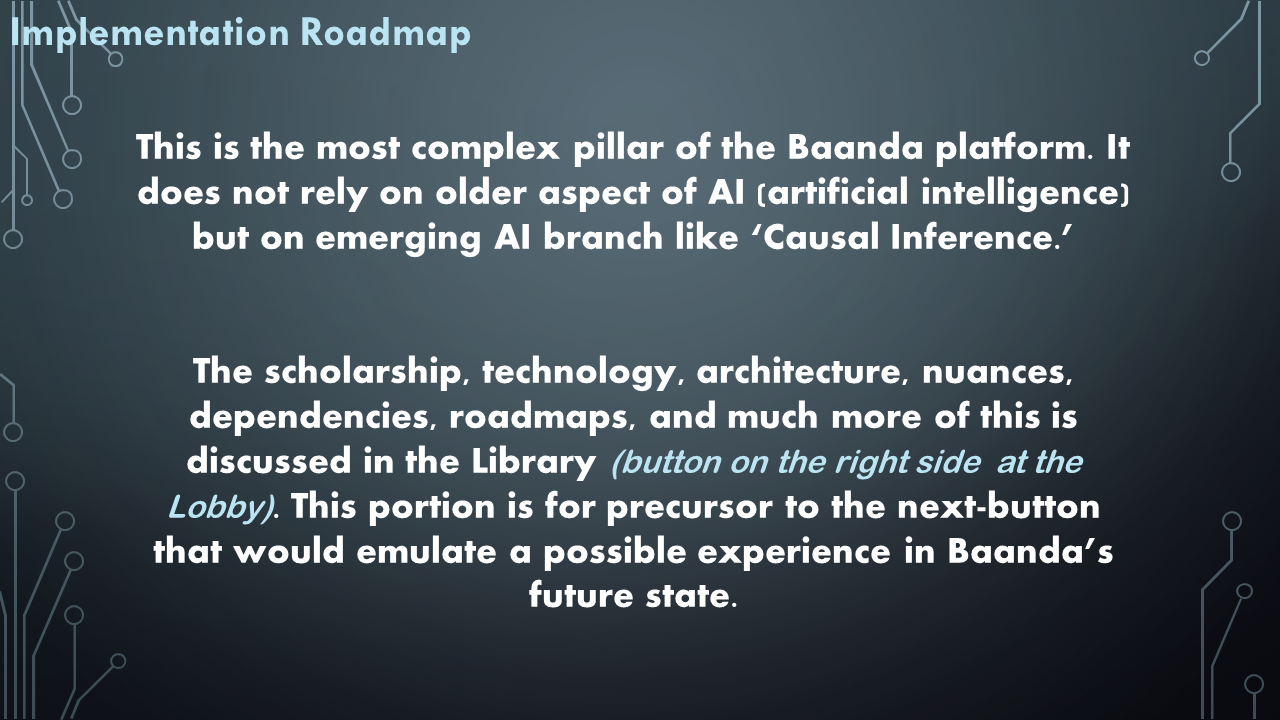 Implementation Roadmap
This is the most complex pillar of the Baanda platform. It
does not rely on older aspect of AI (artificial intelligence)
but on emerging AI branch like ‘Causal Inference.’
The scholarship, technology, architecture, nuances,
dependencies, roadmaps, and much more of this is
discussed in the Library (button on the right side at the
Lobby). This portion is for precursor to the next-button
that would emulate a possible experience in Baanda’s
future state.